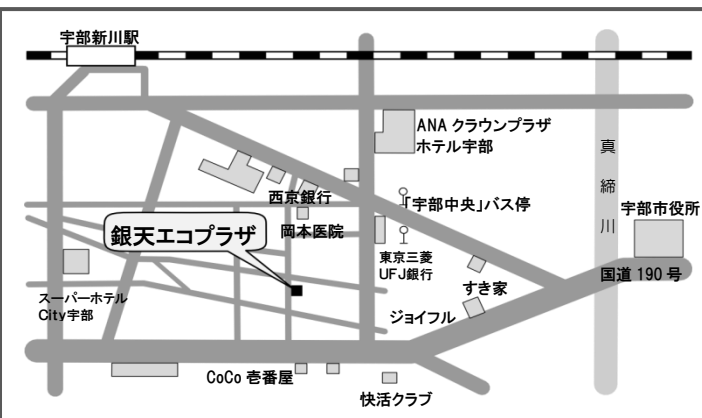 宇部新川駅
ANA クラウンプラザ
ホテル宇部
真締川
西京銀行
「宇部中央」バス停
宇部市役所
銀天エコプラザ
岡本医院
東京三菱
UFJ銀行
国道 190 号
すき家
スーパーホテル
City宇部
ジョイフル
CoCo 壱番屋
快活クラブ